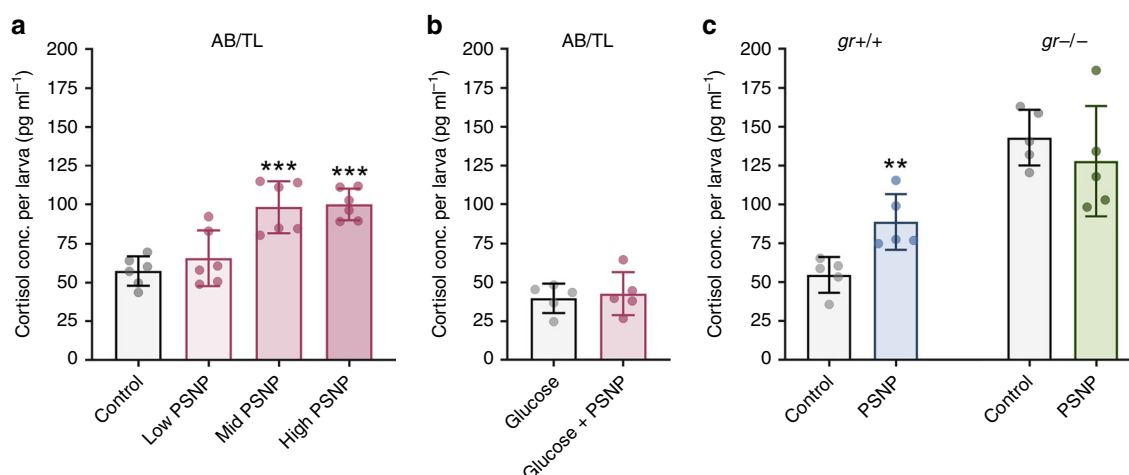 a
AB/TL
Cortisol conc. per larva (pg ml⁻¹)
200
175
150
125
100
75
50
25
0
***
***
Control
Low PSNP
Mid PSNP
High PSNP
b
AB/TL
Cortisol conc. per larva (pg ml⁻¹)
200
175
150
125
100
75
50
25
0
Glucose
Glucose + PSNP
c
gr+/+
gr–/–
Cortisol conc. per larva (pg ml⁻¹)
200
175
150
125
100
75
50
25
0
**
Control
PSNP
Control
PSNP